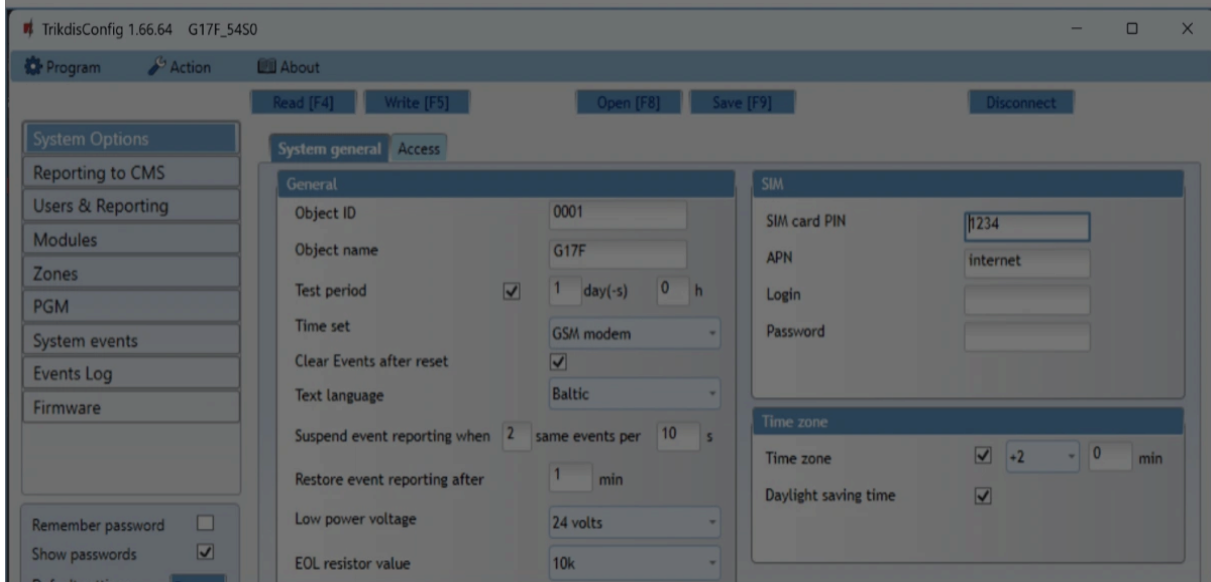 TrikdisConfig 1.66.64 G17F_54S0
Program Action About
Read [F4] Write [F5] Open [F8] Save [F9] Disconnect
System Options
Reporting to CMS
Users & Reporting
Modules
Zones
PGM
System events
Events Log
Firmware
Remember password
Show passwords
System general Access
General
Object ID 0001
Object name G17F
Test period 1 day(-s) 0 h
Time set GSM modem
Clear Events after reset
Text language Baltic
Suspend event reporting when 2 same events per 10 s
Restore event reporting after 1 min
Low power voltage 24 volts
EOL resistor value 10k
SIM
SIM card PIN 1234
APN internet
Login
Password
Time zone
Time zone +2 0 min
Daylight saving time